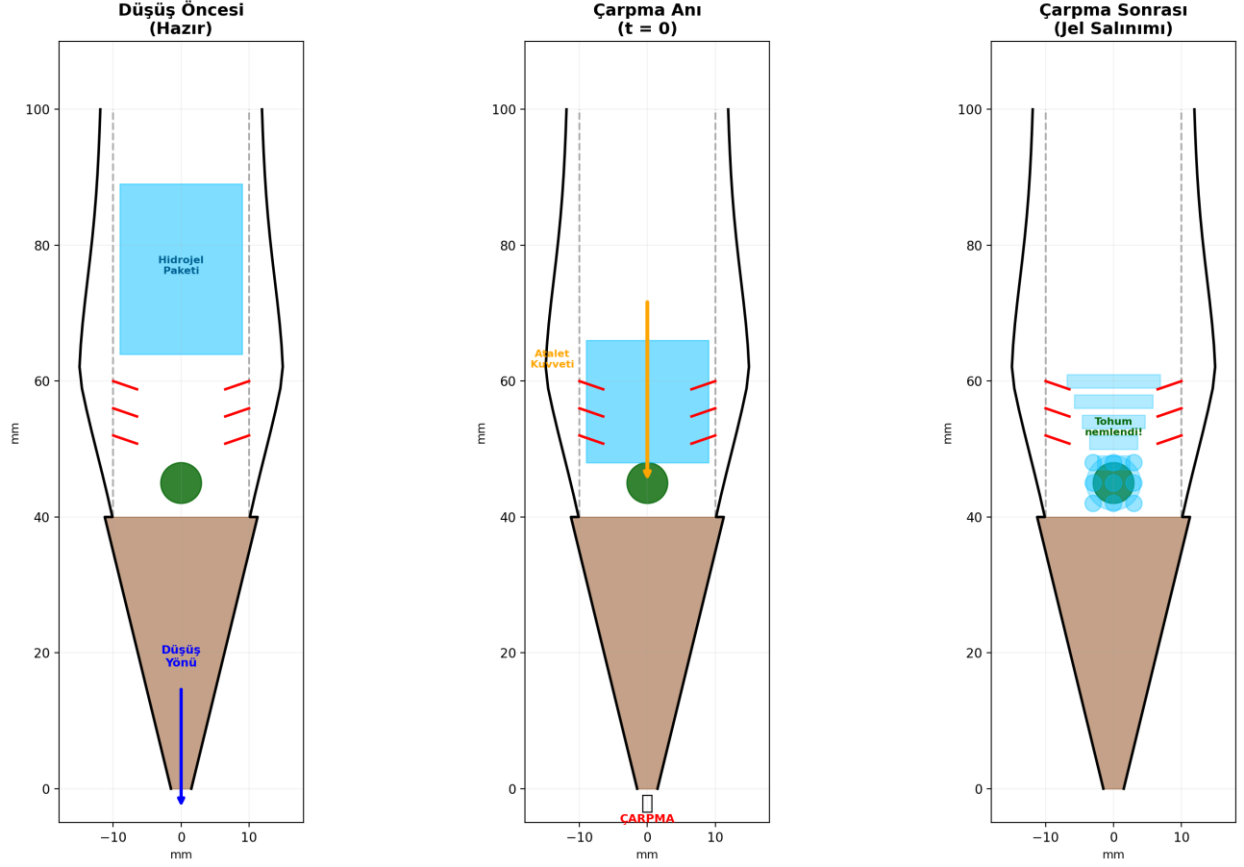 Düşüş Öncesi
(Hazır)
100
80
60
40
20
0
−10
0
10
mm
mm
Hidrojel
Paketi
Düşüş
Yönü
Çarpma Anı
(t = 0)
100
80
60
40
20
0
−10
0
10
mm
mm
Atalet
Kuvveti
ÇARPMA
Çarpma Sonrası
(Jel Salınımı)
100
80
60
40
20
0
−10
0
10
mm
mm
Tohum
nemlendi!